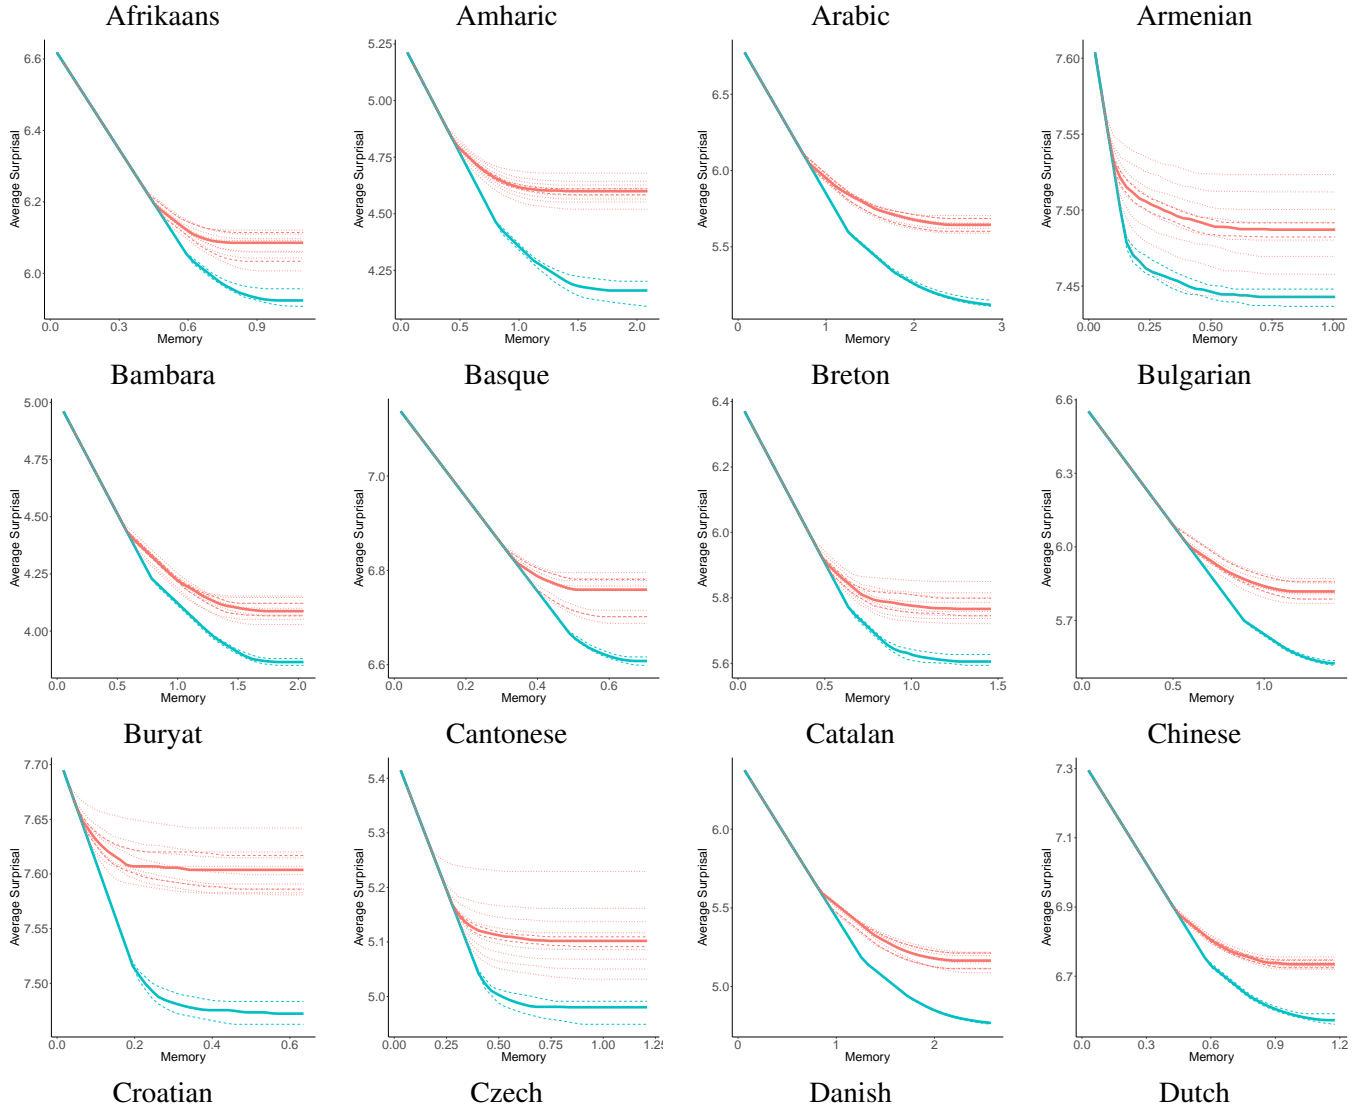 Afrikaans Amharic Arabic Armenian
6.6 6.4 6.2 6.0
Average Surprisal
0.0 0.3 0.6 0.9
Memory
5.25 5.00 4.75 4.50 4.25
Average Surprisal
0.0 0.5 1.0 1.5 2.0
Memory
6.5 6.0 5.5
Average Surprisal
0 1 2 3
Memory
7.60 7.55 7.50 7.45
Average Surprisal
0.00 0.25 0.50 0.75 1.00
Memory
Bambara Basque Breton Bulgarian
5.00 4.75 4.50 4.25 4.00
Average Surprisal
0.0 0.5 1.0 1.5 2.0
Memory
7.0 6.8 6.6
Average Surprisal
0.0 0.2 0.4 0.6
Memory
6.4 6.2 6.0 5.8 5.6
Average Surprisal
0.0 0.5 1.0 1.5
Memory
6.6 6.3 6.0 5.7
Average Surprisal
0.0 0.5 1.0
Memory
Buryat Cantonese Catalan Chinese
7.70 7.65 7.60 7.55 7.50
Average Surprisal
0.0 0.2 0.4 0.6
Memory
5.4 5.3 5.2 5.1 5.0
Average Surprisal
0.00 0.25 0.50 0.75 1.00 1.25
Memory
6.0 5.5 5.0
Average Surprisal
0 1 2
Memory
7.3 7.1 6.9 6.7
Average Surprisal
0.0 0.3 0.6 0.9 1.2
Memory
Croatian Czech Danish Dutch